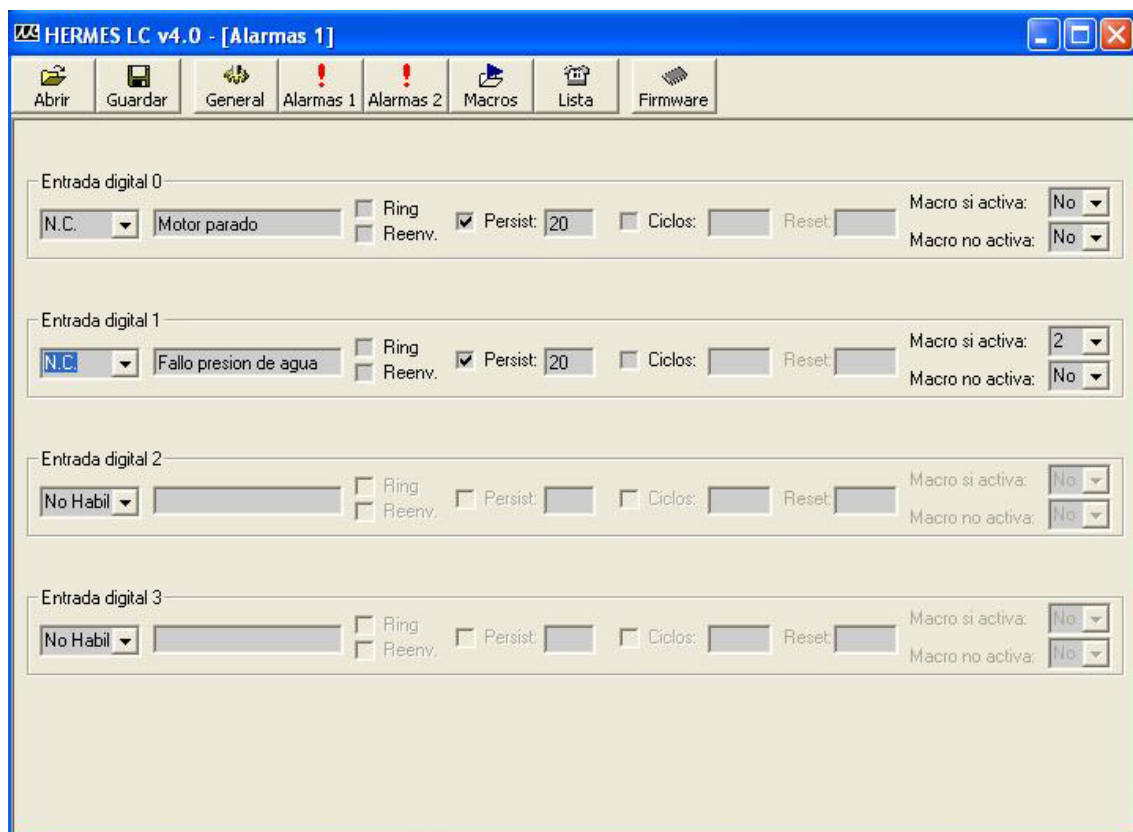 HERMES LC v4.0 - [Alarmas 1]
Abrir Guardar General Alarmas 1 Alarmas 2 Macros Lista Firmware
Entrada digital 0
N.C. Motor parado Ring Reenv. Persist: 20 Ciclos: Reset: Macro si activa: No
Macro no activa: No
Entrada digital 1
N.C. Fallo presion de agua Ring Reenv. Persist: 20 Ciclos: Reset: Macro si activa: 2
Macro no activa: No
Entrada digital 2
No Habil Ring Reenv. Persist: Ciclos: Reset: Macro si activa: No
Macro no activa: No
Entrada digital 3
No Habil Ring Reenv. Persist: Ciclos: Reset: Macro si activa: No
Macro no activa: No